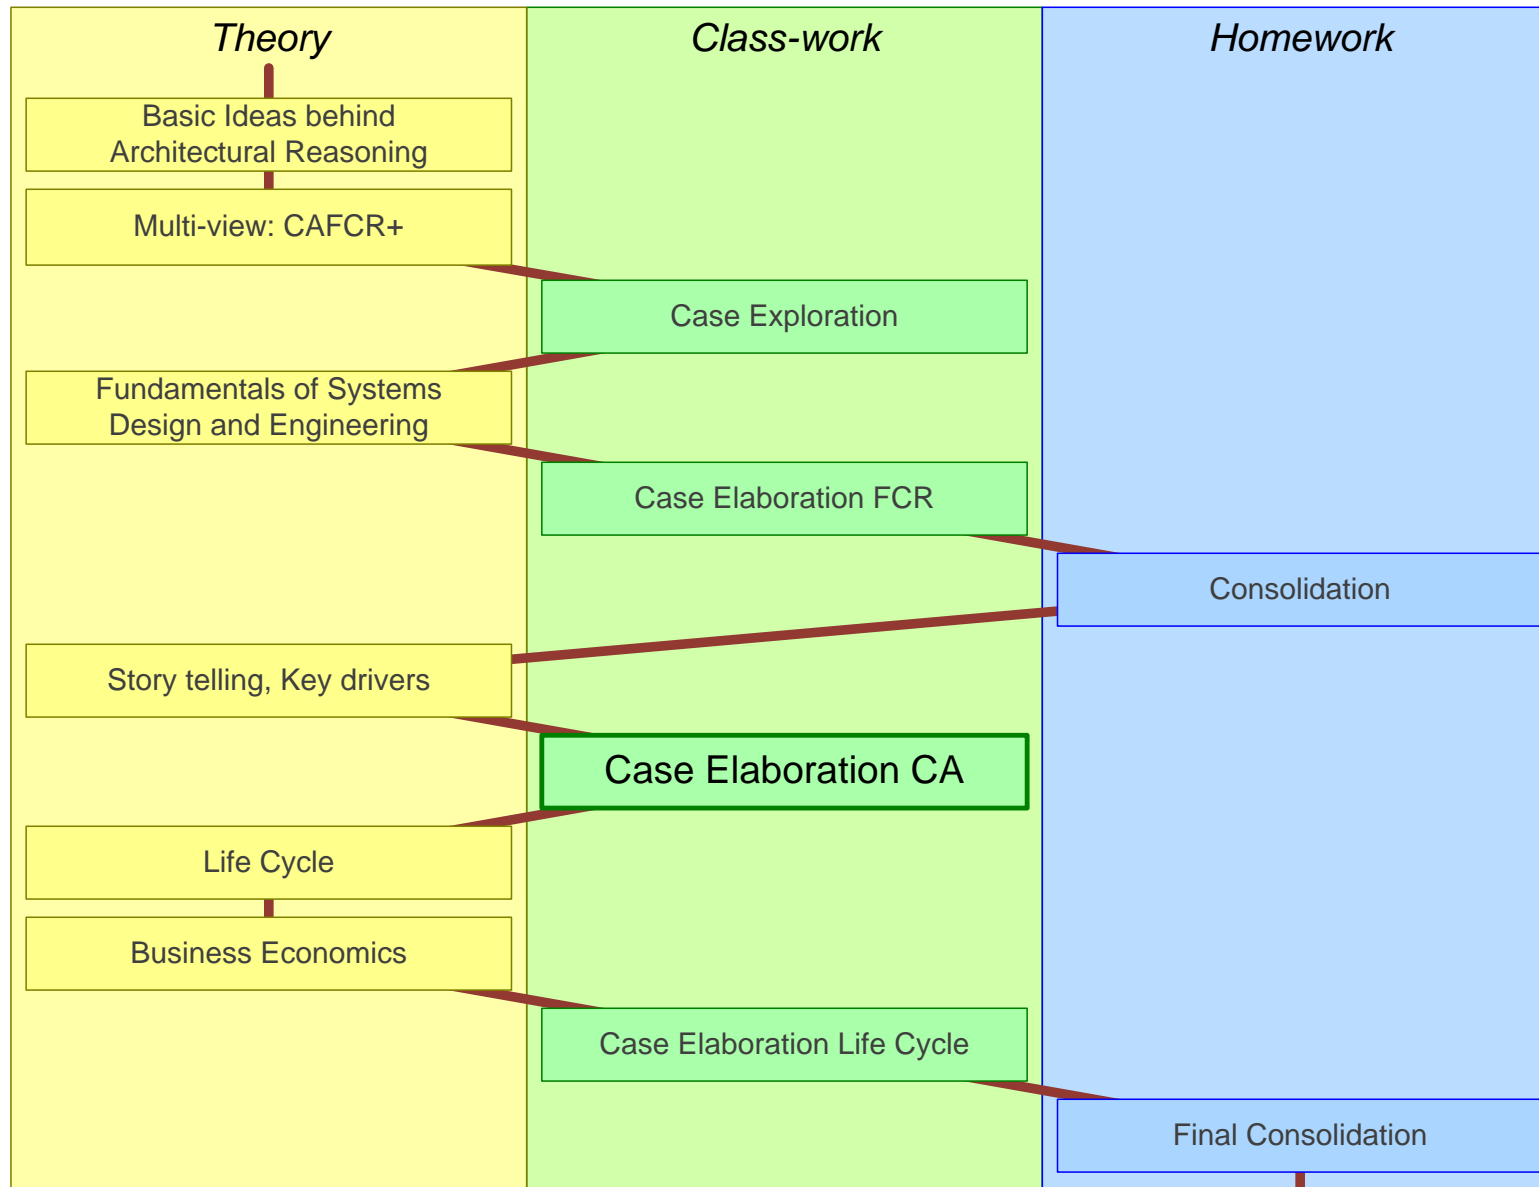 Theory
Class-work
Homework
Basic Ideas behind
Architectural Reasoning
Multi-view: CAFCR+
Case Exploration
Fundamentals of Systems
Design and Engineering
Case Elaboration FCR
Consolidation
Story telling, Key drivers
Case Elaboration CA
Life Cycle
Business Economics
Case Elaboration Life Cycle
Final Consolidation